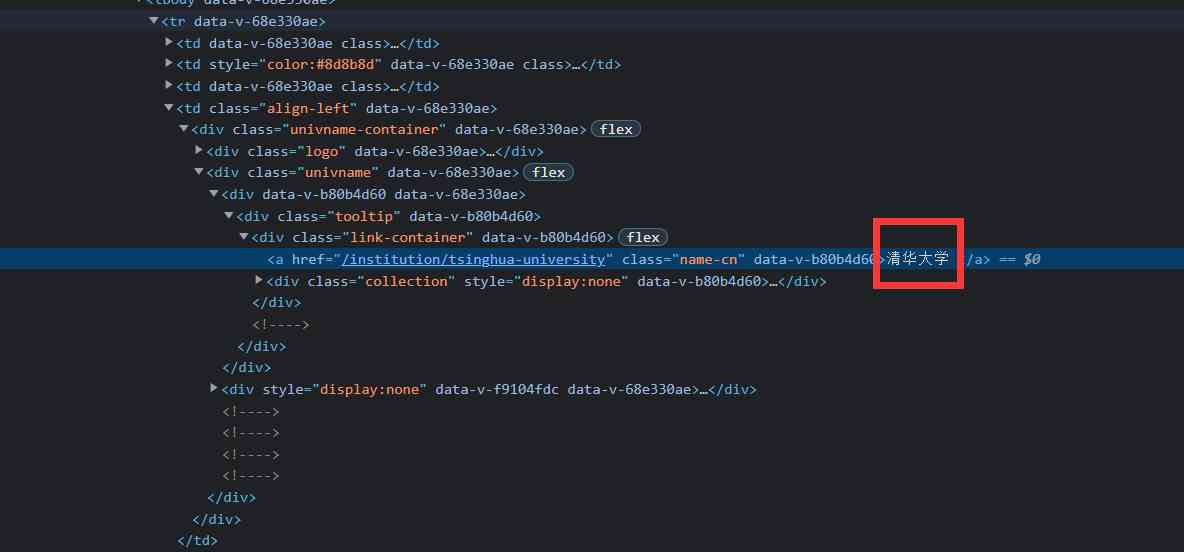 <tbody data-v-68e330ae>
<tr data-v-68e330ae>
<td data-v-68e330ae class>…</td>
<td style="color:#8d8b8d" data-v-68e330ae class>…</td>
<td data-v-68e330ae class>…</td>
<td class="align-left" data-v-68e330ae>
<div class="univname-container" data-v-68e330ae> flex
<div class="logo" data-v-68e330ae>…</div>
<div class="univname" data-v-68e330ae> flex
<div data-v-b80b4d60 data-v-68e330ae>
<div class="tooltip" data-v-b80b4d60>
<div class="link-container" data-v-b80b4d60> flex
<a href="/institution/tsinghua-university" class="name-cn" data-v-b80b4d60>清华大学 </a> == $0
<div class="collection" style="display:none" data-v-b80b4d60>…</div>
</div>
<!---->
</div>
</div>
<div style="display:none" data-v-f9104fdc data-v-68e330ae>…</div>
<!---->
<!---->
<!---->
<!---->
</div>
</div>
</td>